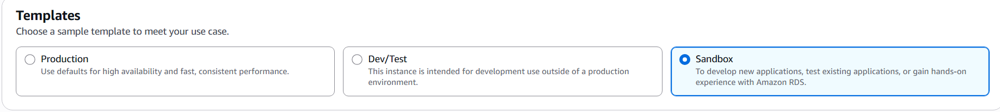 Templates
Choose a sample template to meet your use case.
Production
Use defaults for high availability and fast, consistent performance.
Dev/Test
This instance is intended for development use outside of a production
environment.
Sandbox
To develop new applications, test existing applications, or gain hands-on
experience with Amazon RDS.